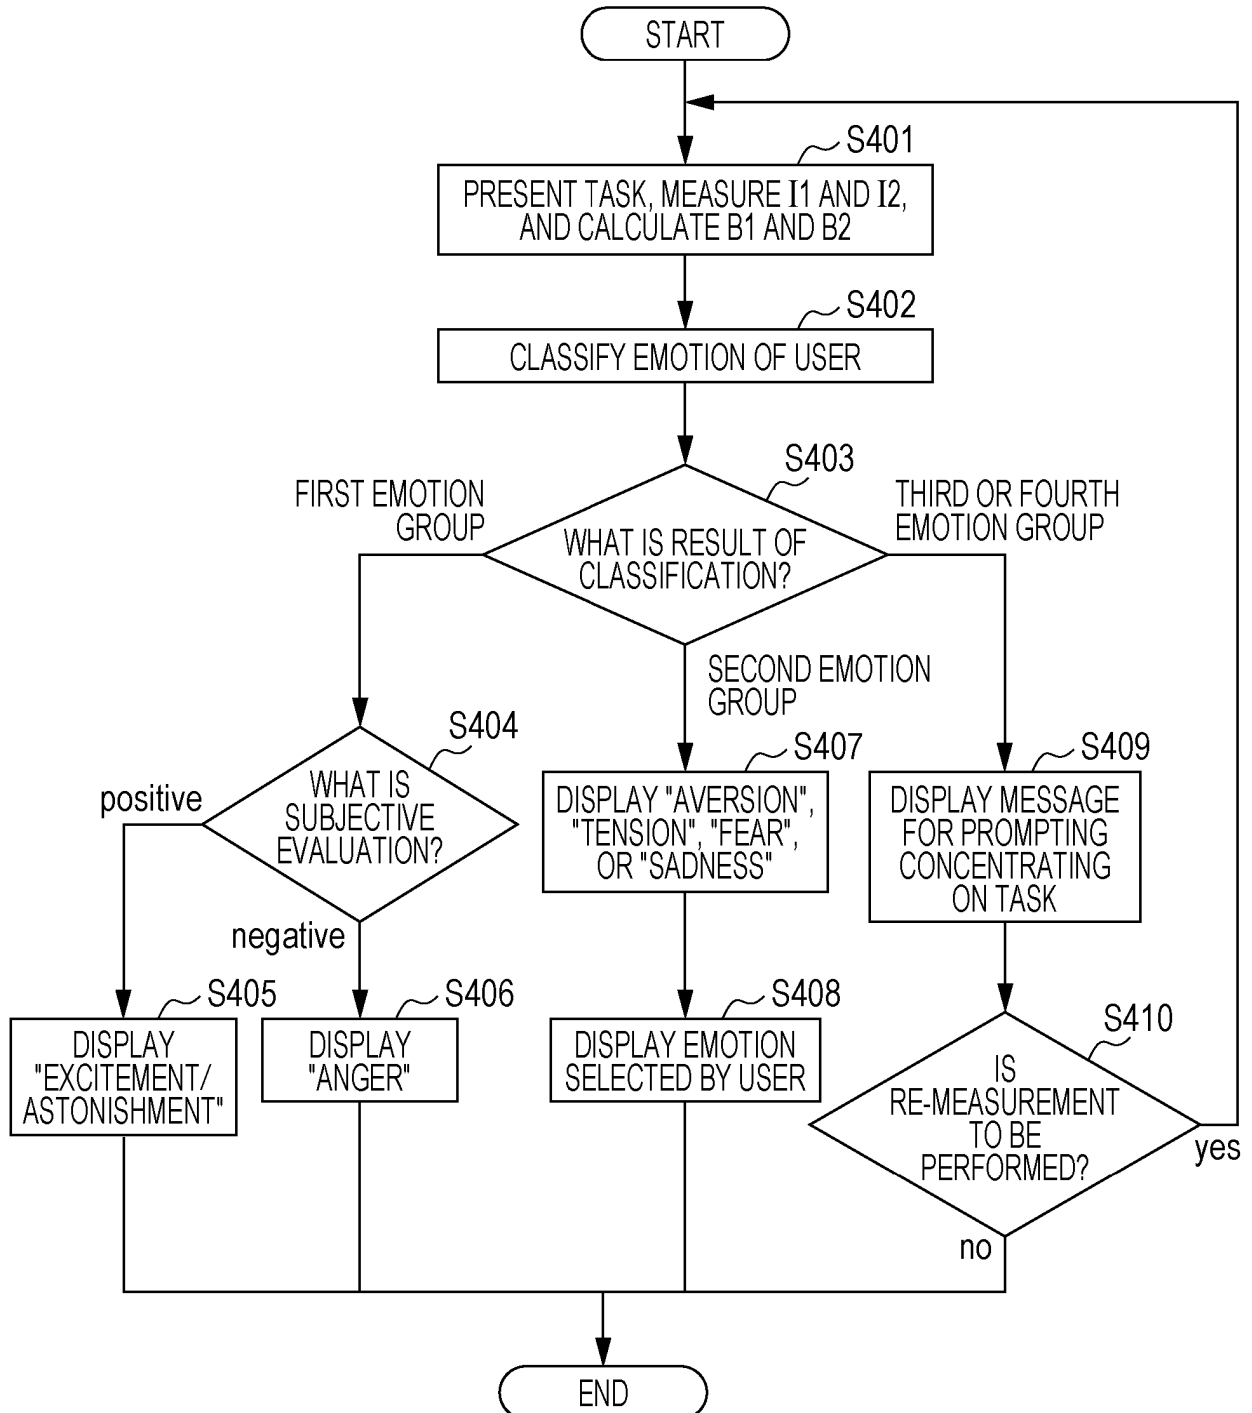 START
S401
PRESENT TASK, MEASURE I1 AND I2,
AND CALCULATE B1 AND B2
S402
CLASSIFY EMOTION OF USER
S403
FIRST EMOTION
GROUP
WHAT IS RESULT OF
CLASSIFICATION?
THIRD OR FOURTH
EMOTION GROUP
SECOND EMOTION
GROUP
S404
WHAT IS
SUBJECTIVE
EVALUATION?
positive
negative
S407
DISPLAY "AVERSION",
"TENSION", "FEAR",
OR "SADNESS"
S409
DISPLAY MESSAGE
FOR PROMPTING
CONCENTRATING
ON TASK
S405
DISPLAY
"EXCITEMENT/
ASTONISHMENT"
S406
DISPLAY
"ANGER"
S408
DISPLAY EMOTION
SELECTED BY USER
S410
IS
RE-MEASUREMENT
TO BE
PERFORMED?
yes
no
END